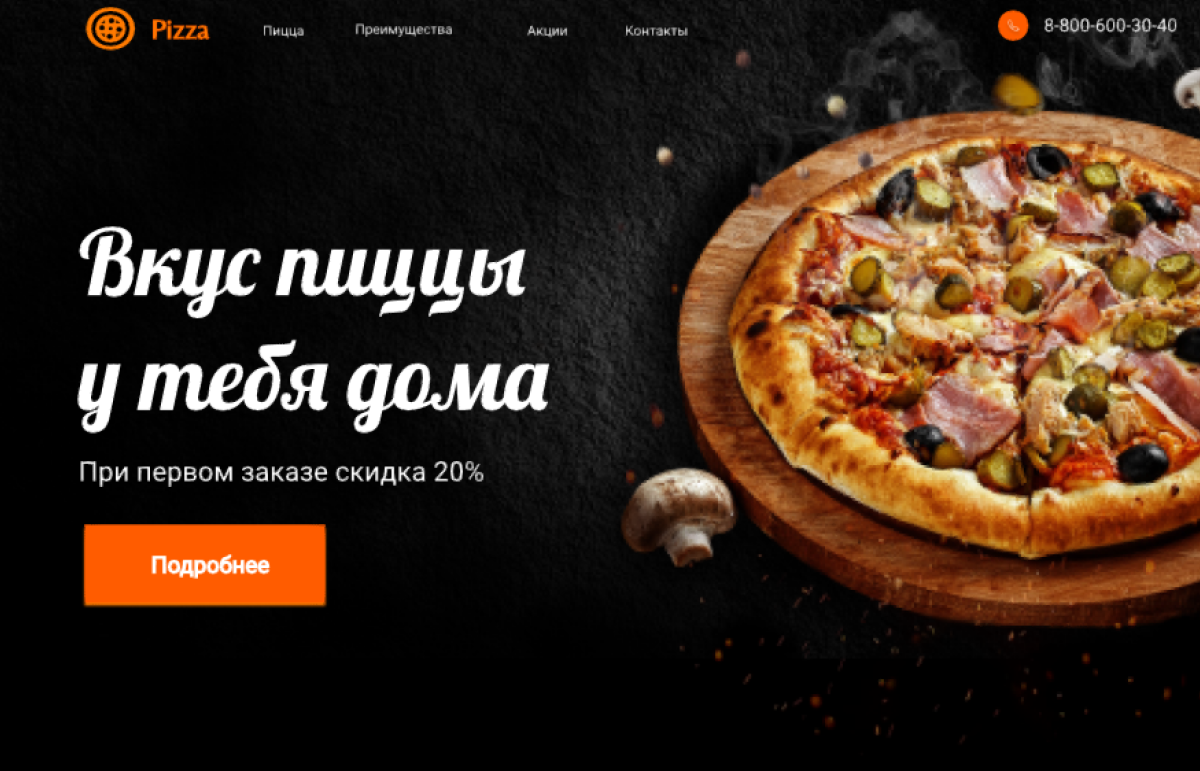 Pizza
Пицца
Преимущества
Акции
Контакты
8-800-600-30-40
Вкус пиццы
у тебя дома
При первом заказе скидка 20%
Подробнее